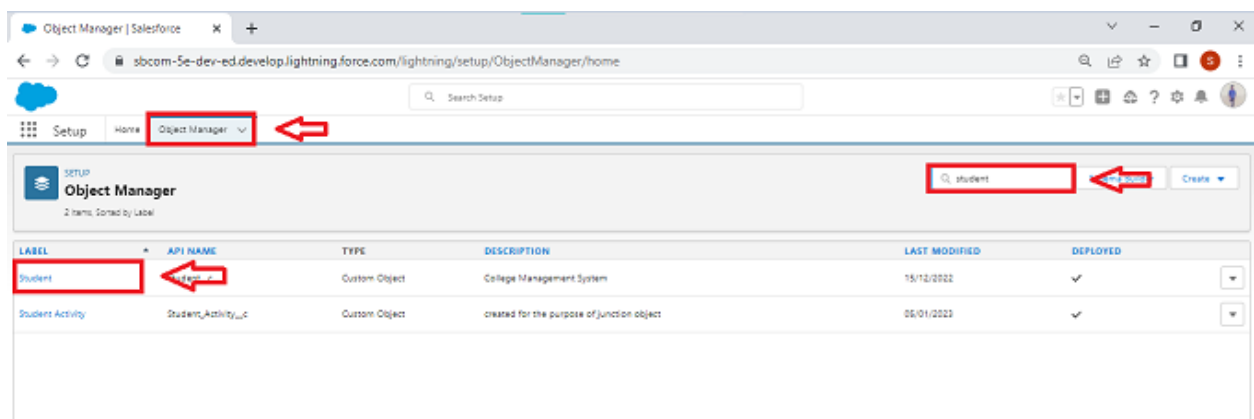 Object Manager | Salesforce
sbcom-5e-dev-ed.develop.lightning.force.com/lightning/setup/ObjectManager/home
S
Search Setup
Setup Home Object Manager
SETUP
Object Manager
2 Items, Sorted by Label
student
Create
LABEL API NAME TYPE DESCRIPTION LAST MODIFIED DEPLOYED
Student Custom Object College Management System 15/12/2022
Student Activity Student_Activity__c Custom Object created for the purpose of junction object 05/01/2023